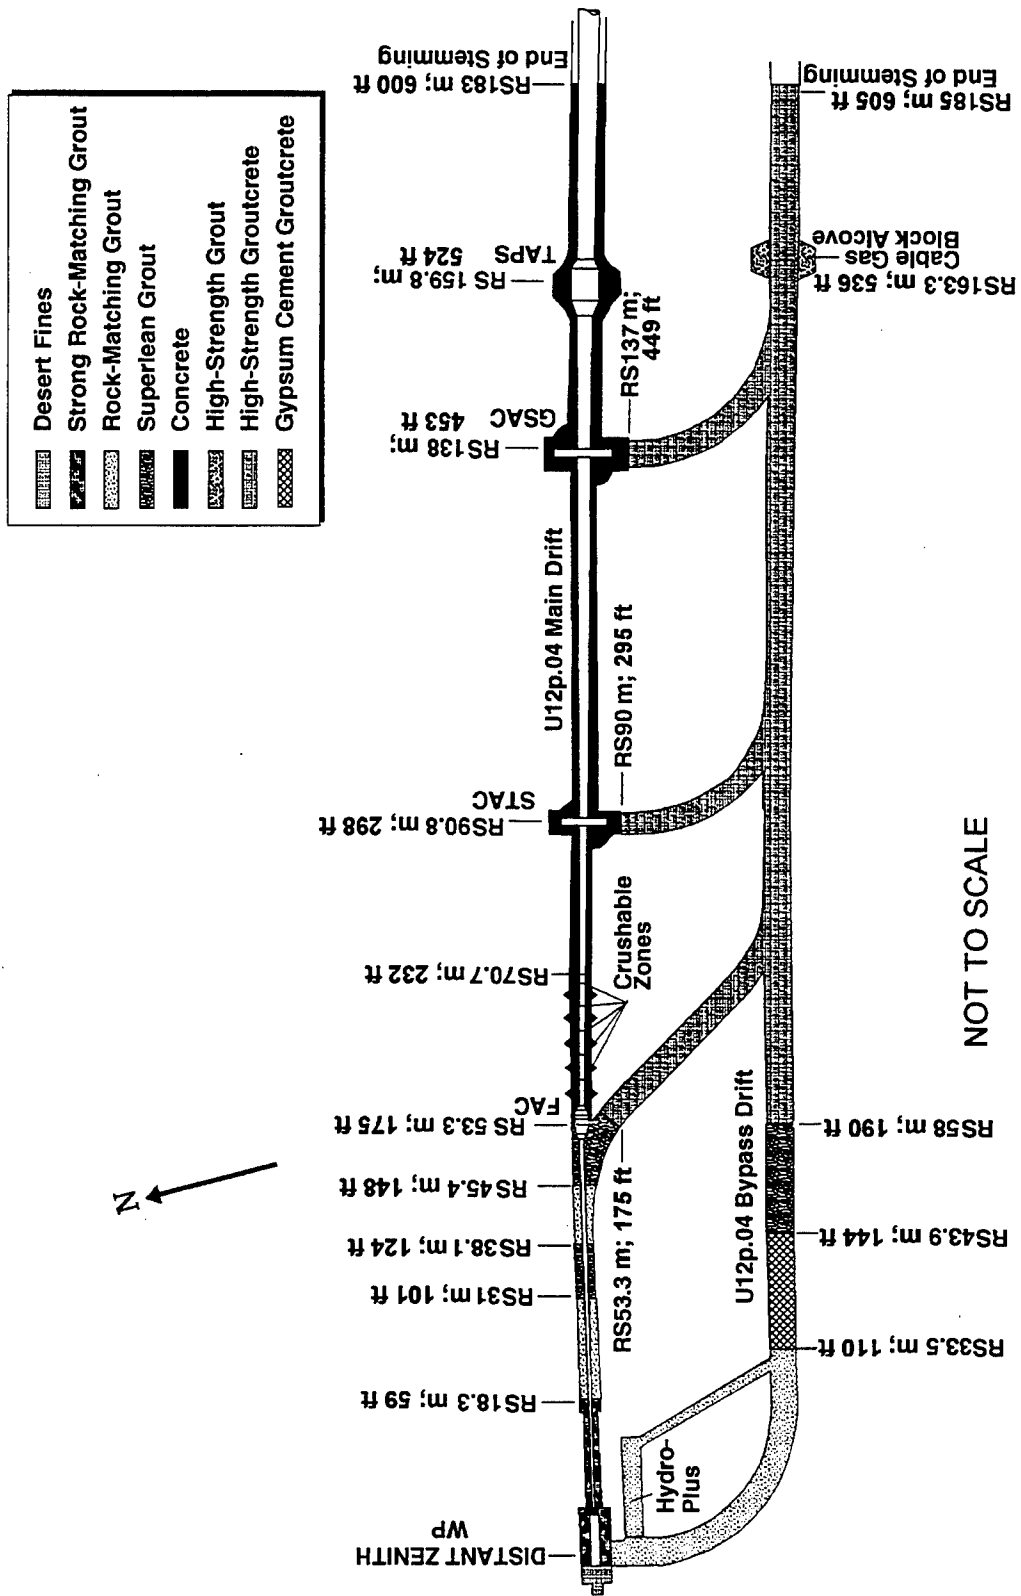 Desert Fines
Strong Rock-Matching Grout
Rock-Matching Grout
Superlean Grout
Concrete
High-Strength Grout
High-Strength Groutcrete
Gypsum Cement Groutcrete
N
DISTANT ZENITH
WP
RS18.3 m; 59 ft
RS31m; 101 ft
RS38.1 m; 124 ft
RS45.4 m; 148 ft
RS 53.3 m; 175 ft
FAC
RS70.7 m; 232 ft
Crushable
Zones
RS90.8 m; 298 ft
STAC
U12p.04 Main Drift
RS138 m;
453 ft
GSAC
RS 159.8 m;
524 ft
TAPS
RS183 m; 600 ft
End of Stemming
RS53.3 m; 175 ft
RS90 m; 295 ft
RS137 m;
449 ft
Hydro-
Plus
U12p.04 Bypass Drift
RS33.5 m; 110 ft
RS43.9 m; 144 ft
RS58 m; 190 ft
Cable Gas
Block Alcove
RS163.3 m; 536 ft
End of Stemming
RS185 m; 605 ft
NOT TO SCALE